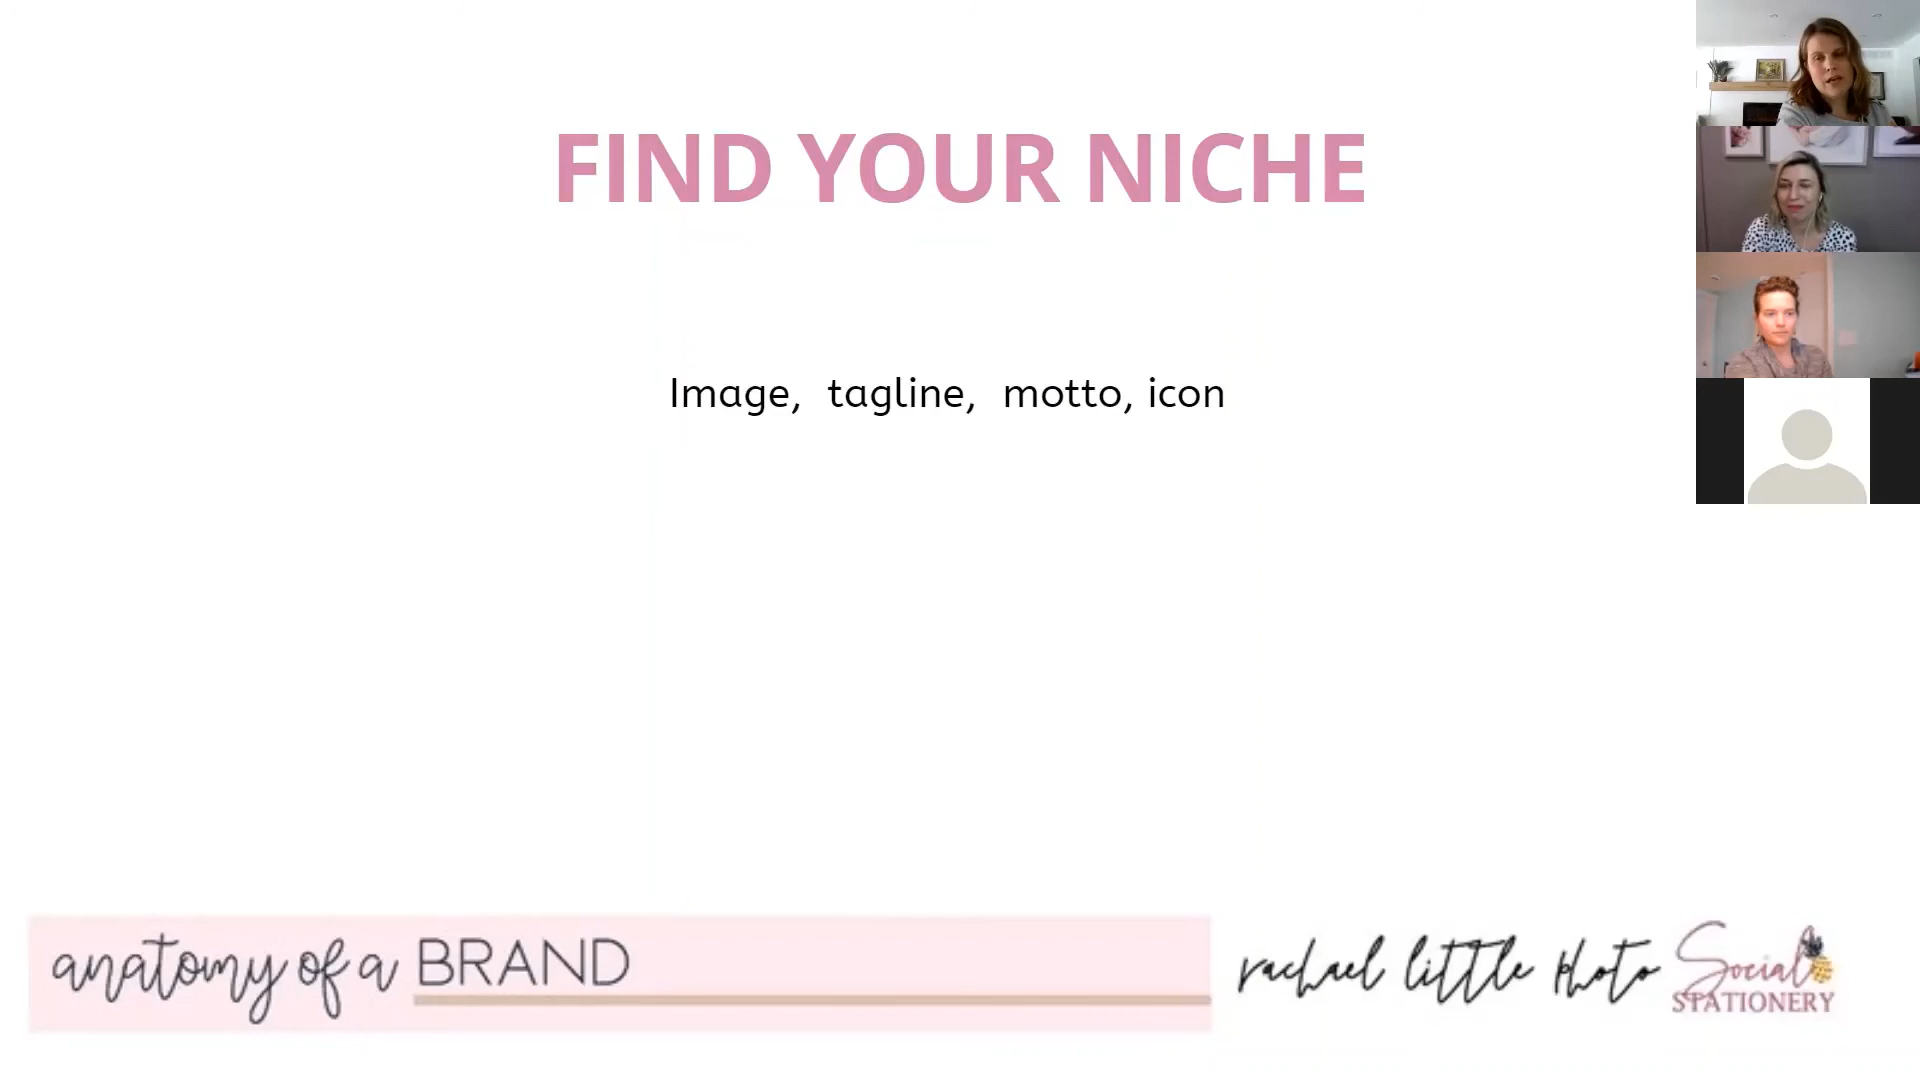 FIND YOUR NICHE
Image, tagline, motto, icon
anatomy of a BRAND
rachael little photo
Social
STATIONERY